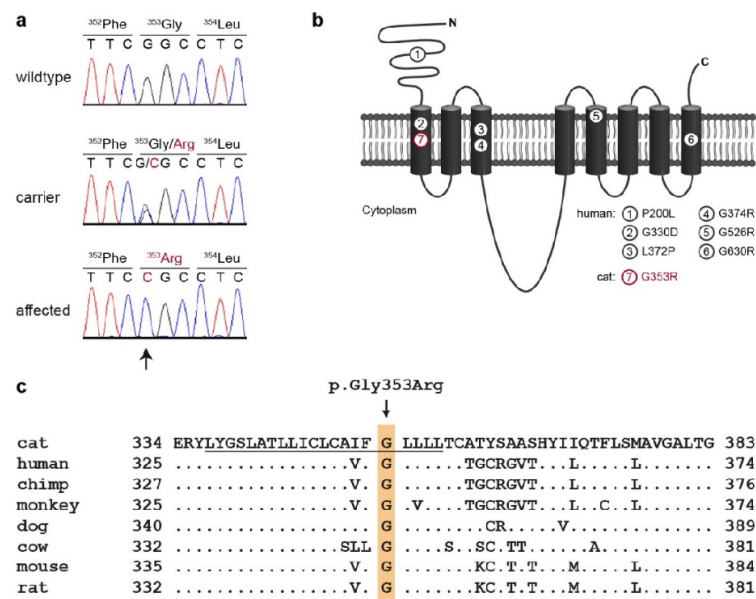 a
352Phe 353Gly 354Leu
T T C G G C C T C
wildtype
352Phe 353Gly/Arg 354Leu
T T C G/C G C C T C
carrier
352Phe 353Arg 354Leu
T T C C G C C T C
affected
b
N
C
1
2
7
3
4
5
6
Cytoplasm
human: 1 P200L 4 G374R
2 G330D 5 G526R
3 L372P 6 G630R
cat: 7 G353R
c
p.Gly353Arg
cat 334 ERYLYGSLATLLICLCAIF G LLLLTCATYSAASHYIIQTFLSMAVGALTG 383
human 325 .................V. G ......TGCRGVT...L.....M....... 374
chimp 327 .................V. G ......TGCRGVT...L.....M....... 376
monkey 325 .................V. G .V....TGCRGVT......F..M....... 374
dog 340 ................... G ........CR.....V.............. 389
cow 332 ................SLL G ....S..SC.TT......A........... 381
mouse 335 .................V. G .......KC.T.T...M.....M....... 384
rat 332 .................V. G .......KC.T.T...M.....M....... 381